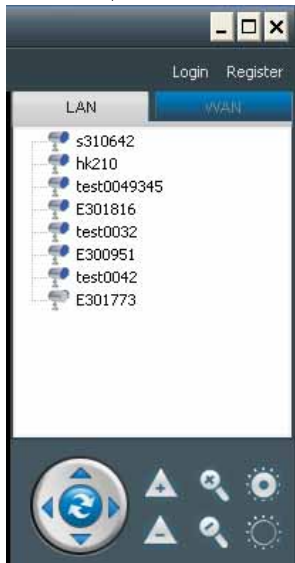 Login Register
LAN WAN
s310642
hk210
test0049345
E301816
test0032
E300951
test0042
E301773